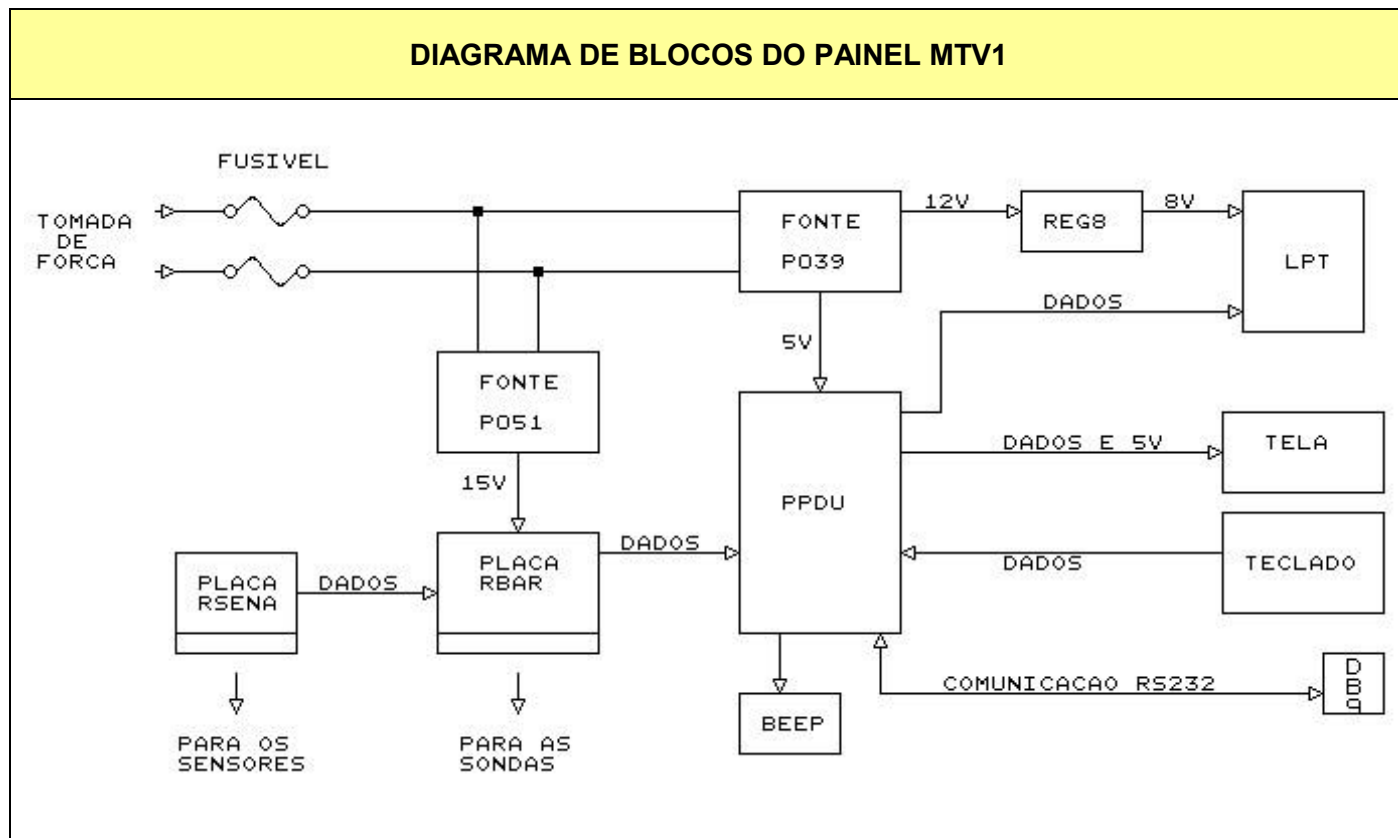 DIAGRAMA DE BLOCOS DO PAINEL MTV1
FUSIVEL
TOMADA
DE
FORCA
FONTE
PO39
12V
REG8
8V
LPT
DADOS
5V
FONTE
PO51
15V
PPDU
DADOS E 5V
TELA
DADOS
TECLADO
PLACA
RSENA
DADOS
PLACA
RBAR
DADOS
COMUNICACAO RS232
D
B
9
BEEP
PARA OS
SENSORES
PARA AS
SONDAS